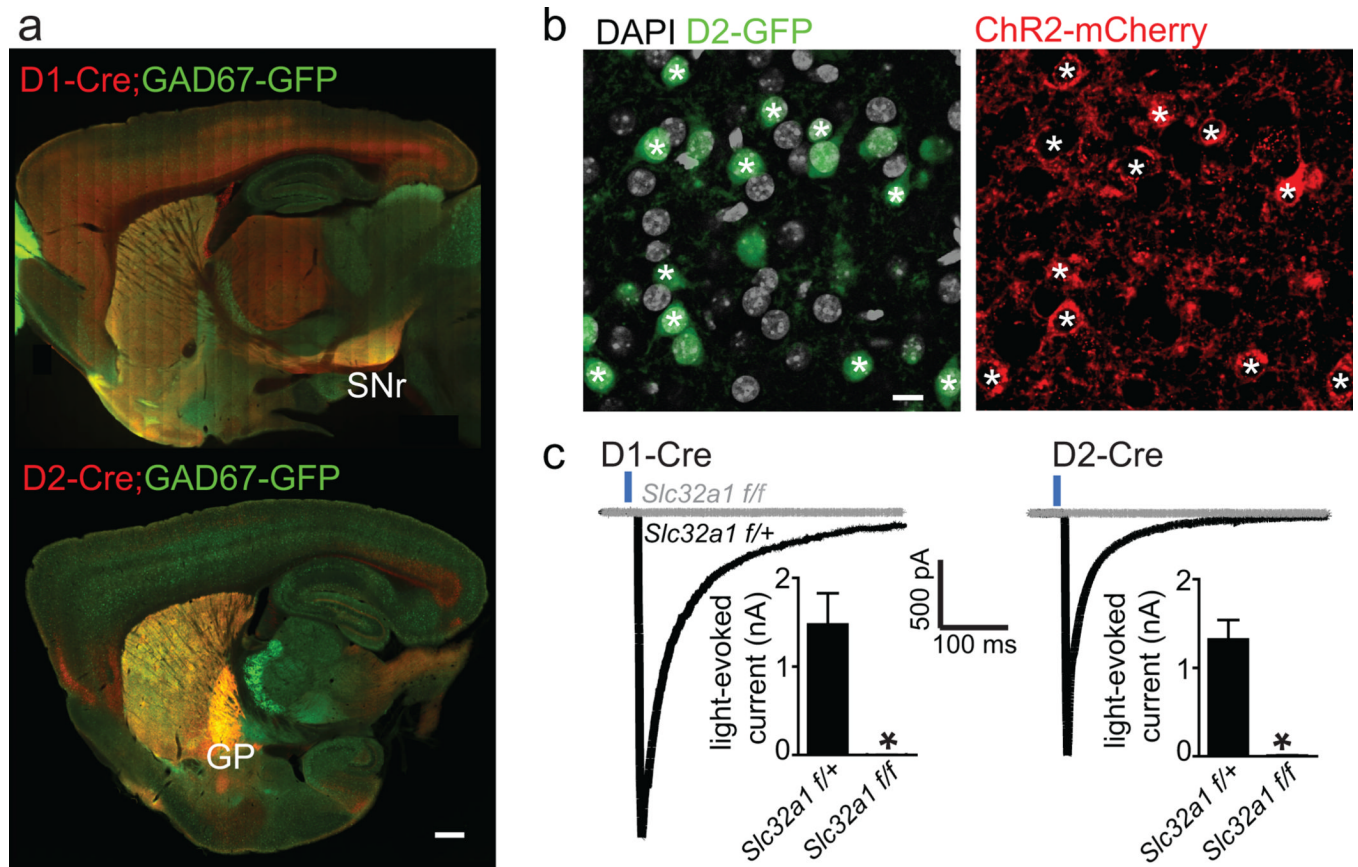 a
D1-Cre;GAD67-GFP
SNr
D2-Cre;GAD67-GFP
GP
b
DAPI D2-GFP
ChR2-mCherry
* * * * * * * * * * *
* * * * * * * * * * *
c
D1-Cre
Slc32a1 f/f
Slc32a1 f/+
light-evoked
current (nA)
2
1
0
*
Slc32a1 f/+
Slc32a1 f/f
500 pA
100 ms
D2-Cre
light-evoked
current (nA)
2
1
0
*
Slc32a1 f/+
Slc32a1 f/f